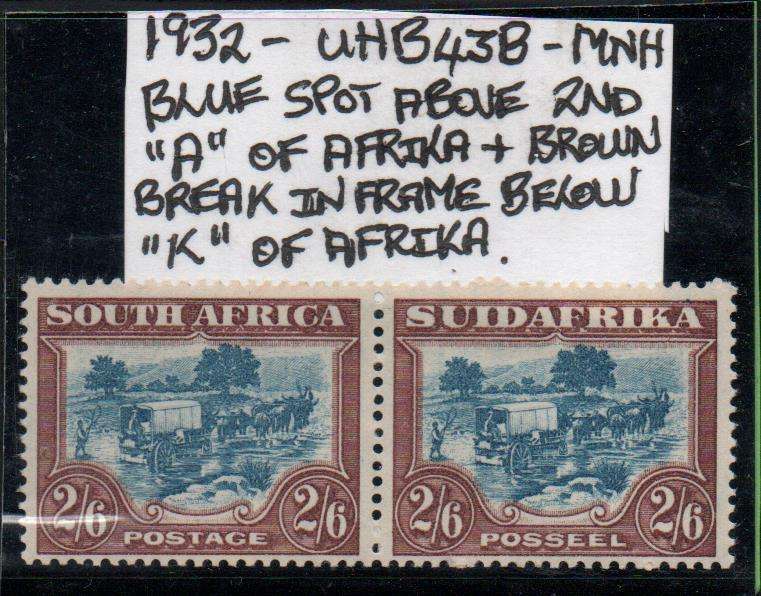 1932 - UHB43B - MNH
BLUE SPOT ABOVE 2ND
"A" OF AFRIKA + BROWN
BREAK IN FRAME BELOW
"K" OF AFRIKA.
SOUTH AFRICA SUIDAFRIKA
2/6 2/6 2/6 2/6
POSTAGE POSSEEL